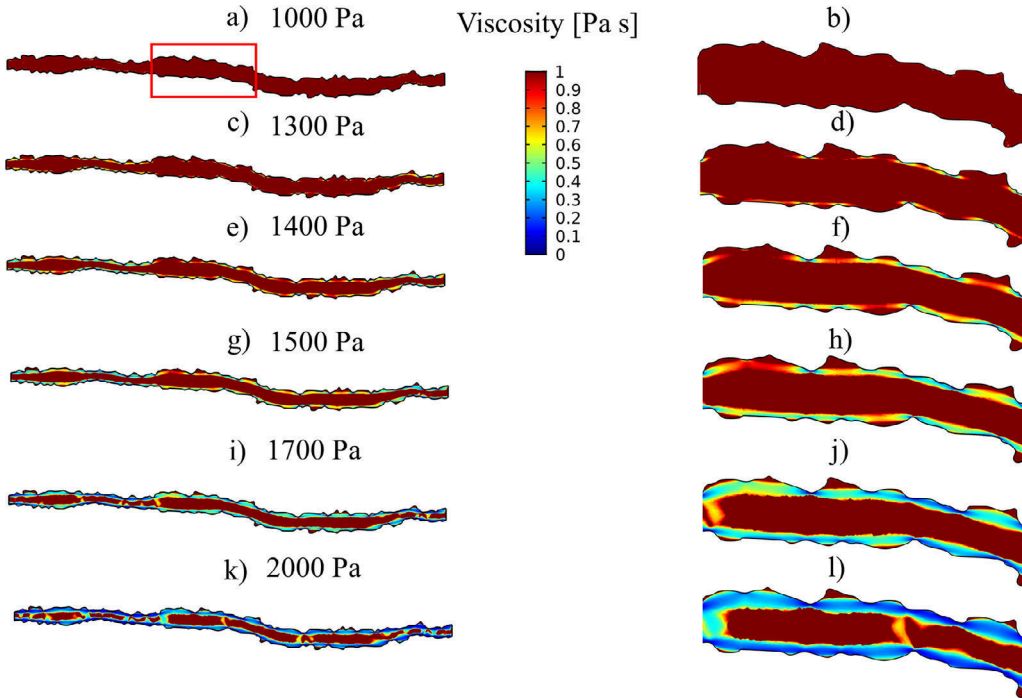 a) 1000 Pa
Viscosity [Pa s]
b)
1
0.9
0.8
0.7
0.6
0.5
0.4
0.3
0.2
0.1
0
c) 1300 Pa
d)
e) 1400 Pa
f)
g) 1500 Pa
h)
i) 1700 Pa
j)
k) 2000 Pa
l)